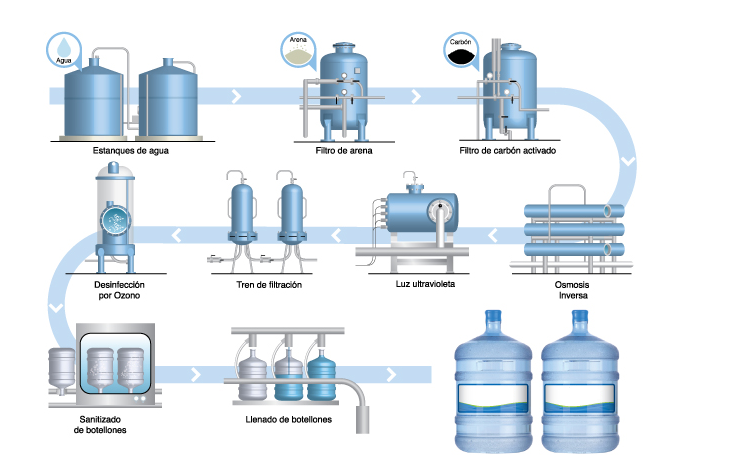 Agua
Arena
Carbón
Estanques de agua
Filtro de arena
Filtro de carbón activado
Desinfección
por Ozono
Tren de filtración
Luz ultravioleta
Osmosis
Inversa
Sanitizado
de botellones
Llenado de botellones